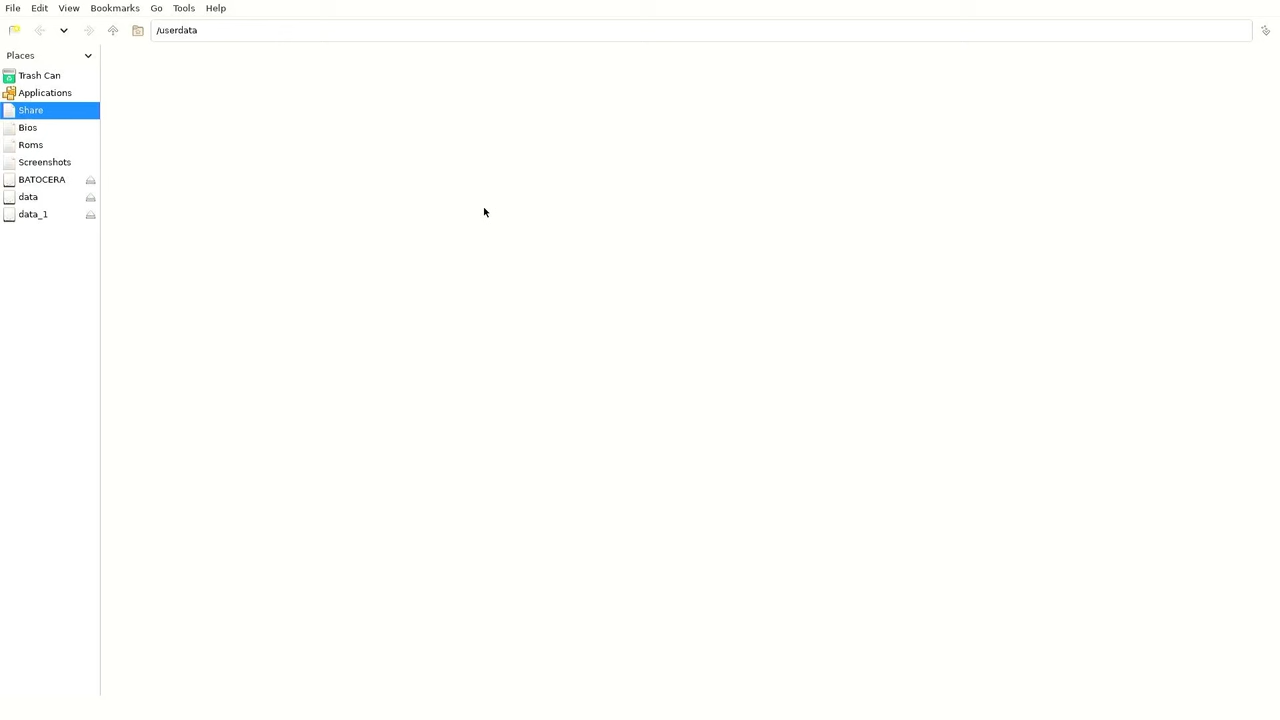 File Edit View Bookmarks Go Tools Help
/userdata
Places
Trash Can
Applications
Share
Bios
Roms
Screenshots
BATOCERA
data
data_1